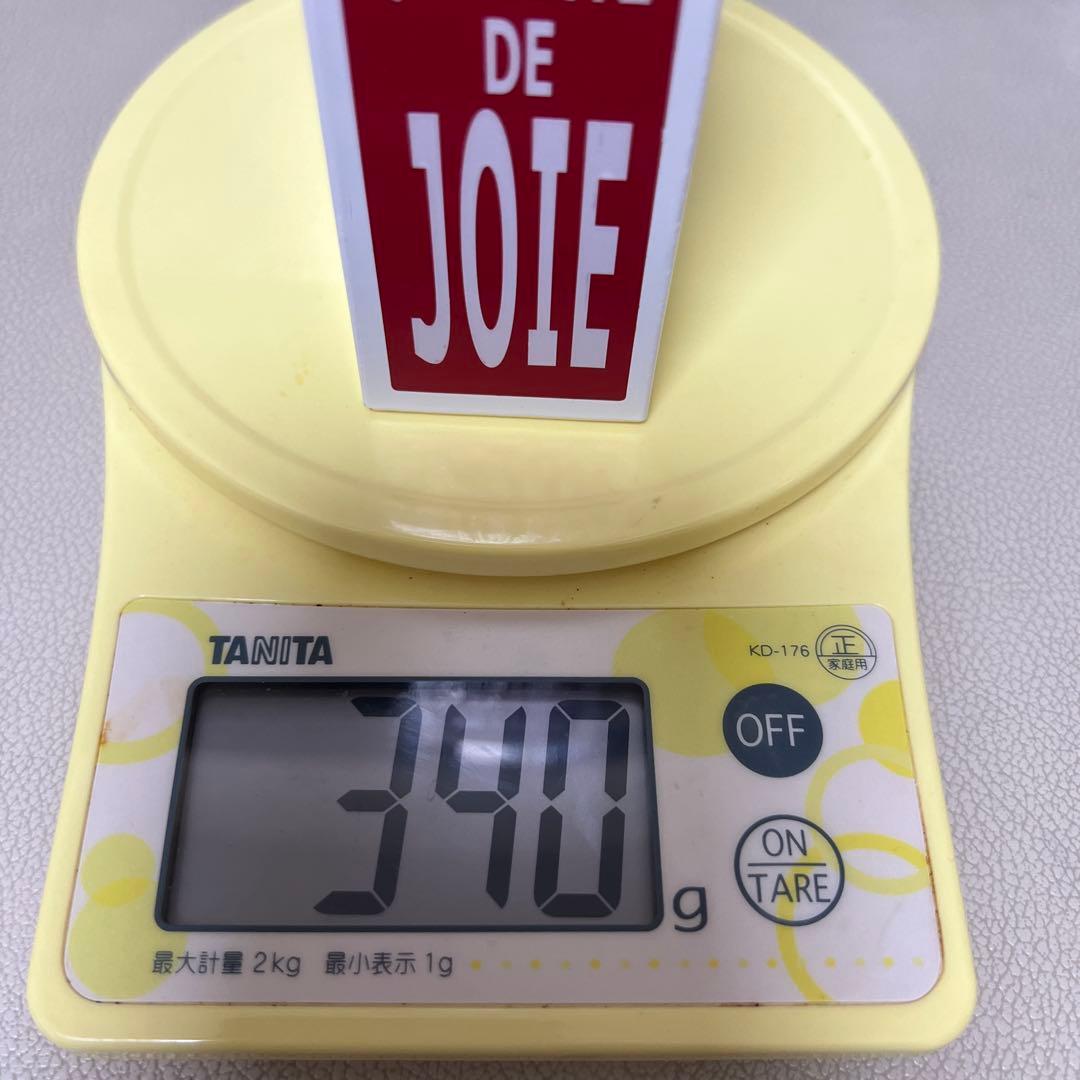 DE
JOIE
TANITA
KD-176
正
家庭用
340
g
OFF
ON
TARE
最大計量 2kg 最小表示 1g